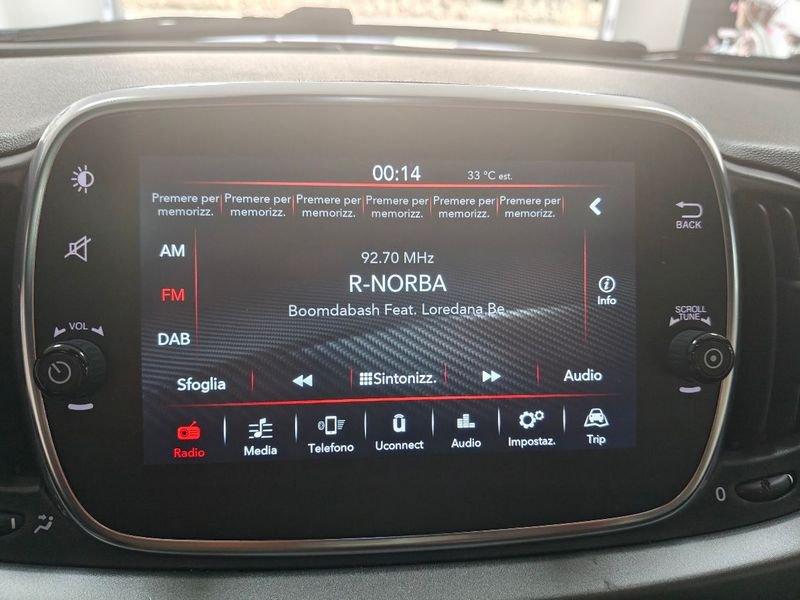 00:14
33 °C est.
Premere per memorizz.
Premere per memorizz.
Premere per memorizz.
Premere per memorizz.
Premere per memorizz.
Premere per memorizz.
AM
FM
DAB
92.70 MHz
R-NORBA
Boomdabash Feat. Loredana Be
Info
BACK
VOL
SCROLL
TUNE
Sfoglia
Sintonizz.
Audio
Radio
Media
Telefono
Uconnect
Audio
Impostaz.
Trip
0